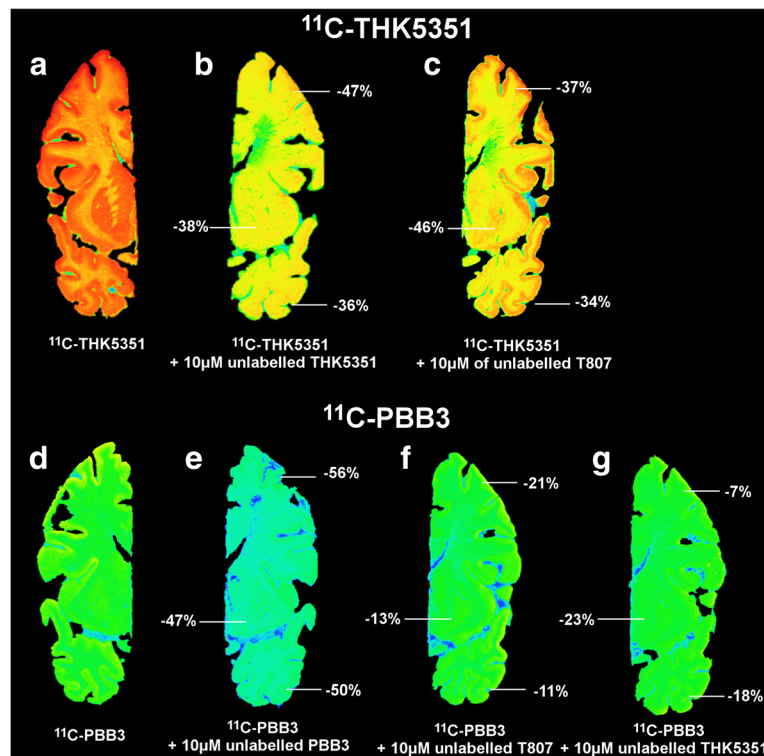 ¹¹C-THK5351
a
b
c
-47%
-37%
-38%
-46%
-36%
-34%
¹¹C-THK5351
¹¹C-THK5351
+ 10µM unlabelled THK5351
¹¹C-THK5351
+ 10µM of unlabelled T807
¹¹C-PBB3
d
e
f
g
-56%
-21%
-7%
-47%
-13%
-23%
-50%
-11%
-18%
¹¹C-PBB3
¹¹C-PBB3
+ 10µM unlabelled PBB3
¹¹C-PBB3
+ 10µM unlabelled T807
¹¹C-PBB3
+ 10µM unlabelled THK5351